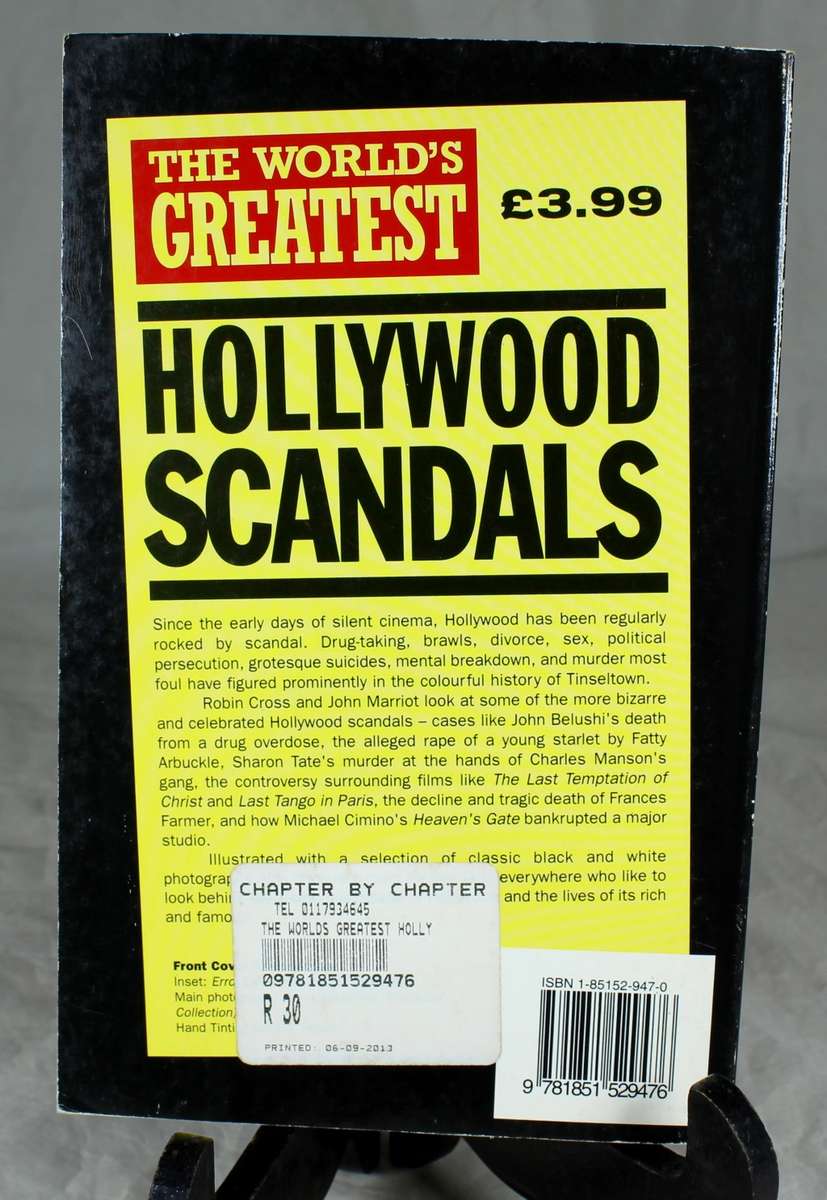 THE WORLD'S
GREATEST
£3.99
HOLLYWOOD
SCANDALS
Since the early days of silent cinema, Hollywood has been regularly
rocked by scandal. Drug-taking, brawls, divorce, sex, political
persecution, grotesque suicides, mental breakdown, and murder most
foul have figured prominently in the colourful history of Tinseltown.
Robin Cross and John Marriot look at some of the more bizarre
and celebrated Hollywood scandals – cases like John Belushi's death
from a drug overdose, the alleged rape of a young starlet by Fatty
Arbuckle, Sharon Tate's murder at the hands of Charles Manson's
gang, the controversy surrounding films like The Last Temptation of
Christ and Last Tango in Paris, the decline and tragic death of Frances
Farmer, and how Michael Cimino's Heaven's Gate bankrupted a major
studio.
Illustrated with a selection of classic black and white
everywhere who like to
look and the lives of its rich
and
CHAPTER BY CHAPTER
TEL 0117934645
THE WORLDS GREATEST HOLLY
09781851529476
R 30
PRINTED: 06-09-2013
Front
Inset:
Main
Collection,
Hand
ISBN 1-85152-947-0
9 781851 529476